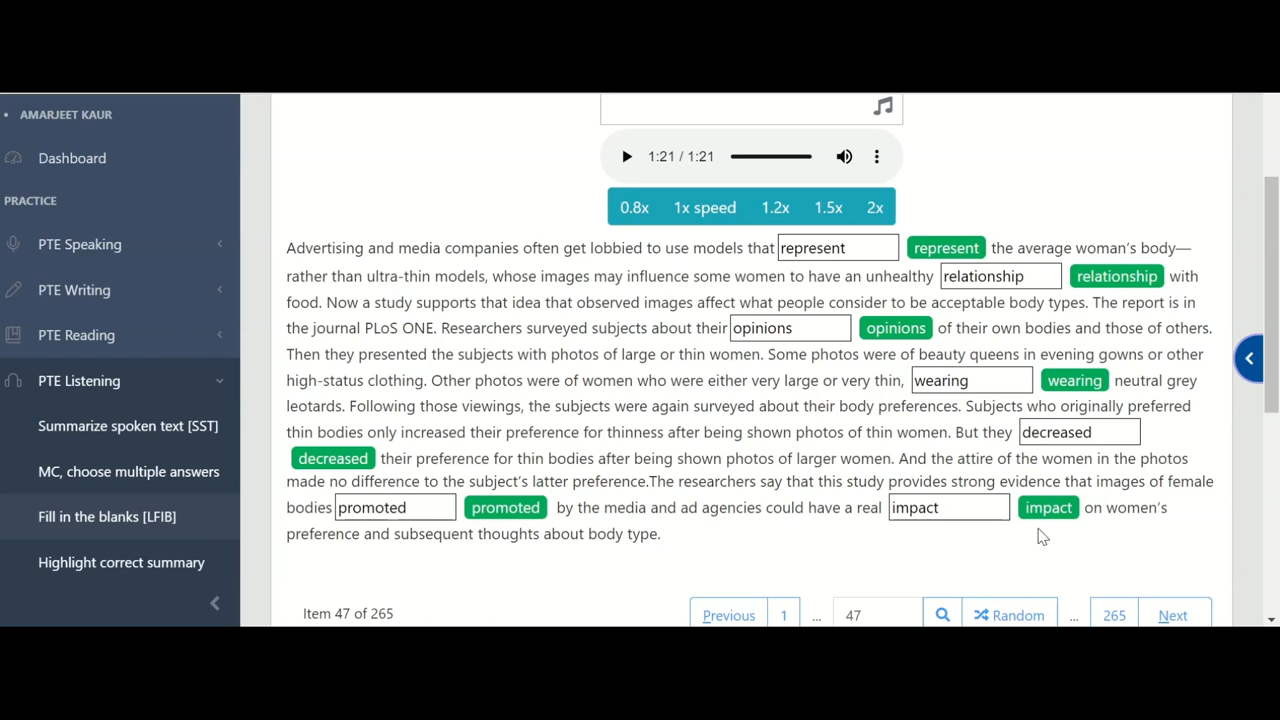 AMARJEET KAUR
Dashboard
PRACTICE
PTE Speaking
PTE Writing
PTE Reading
PTE Listening
Summarize spoken text [SST]
MC, choose multiple answers
Fill in the blanks [LFIB]
Highlight correct summary
1:21 / 1:21
0.8x 1x speed 1.2x 1.5x 2x
Advertising and media companies often get lobbied to use models that represent represent the average woman's body—
rather than ultra-thin models, whose images may influence some women to have an unhealthy relationship relationship with
food. Now a study supports that idea that observed images affect what people consider to be acceptable body types. The report is in
the journal PLoS ONE. Researchers surveyed subjects about their opinions opinions of their own bodies and those of others.
Then they presented the subjects with photos of large or thin women. Some photos were of beauty queens in evening gowns or other
high-status clothing. Other photos were of women who were either very large or very thin, wearing wearing neutral grey
leotards. Following those viewings, the subjects were again surveyed about their body preferences. Subjects who originally preferred
thin bodies only increased their preference for thinness after being shown photos of thin women. But they decreased
decreased their preference for thin bodies after being shown photos of larger women. And the attire of the women in the photos
made no difference to the subject's latter preference.The researchers say that this study provides strong evidence that images of female
bodies promoted promoted by the media and ad agencies could have a real impact impact on women's
preference and subsequent thoughts about body type.
Item 47 of 265
Previous 1 ... 47 Random ... 265 Next